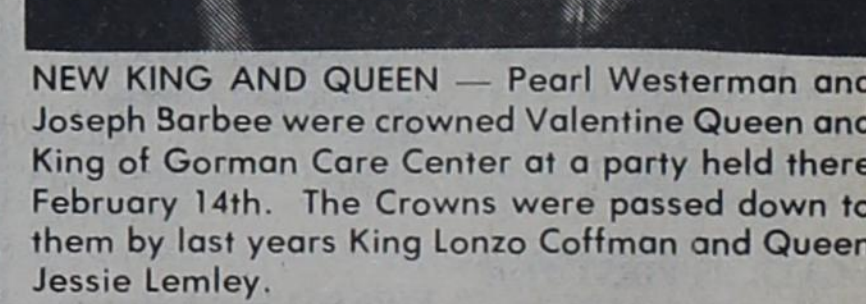 NEW KING AND QUEEN — Pearl Westerman and
Joseph Barbee were crowned Valentine Queen and
King of Gorman Care Center at a party held there
February 14th. The Crowns were passed down to
them by last years King Lonzo Coffman and Queen
Jessie Lemley.